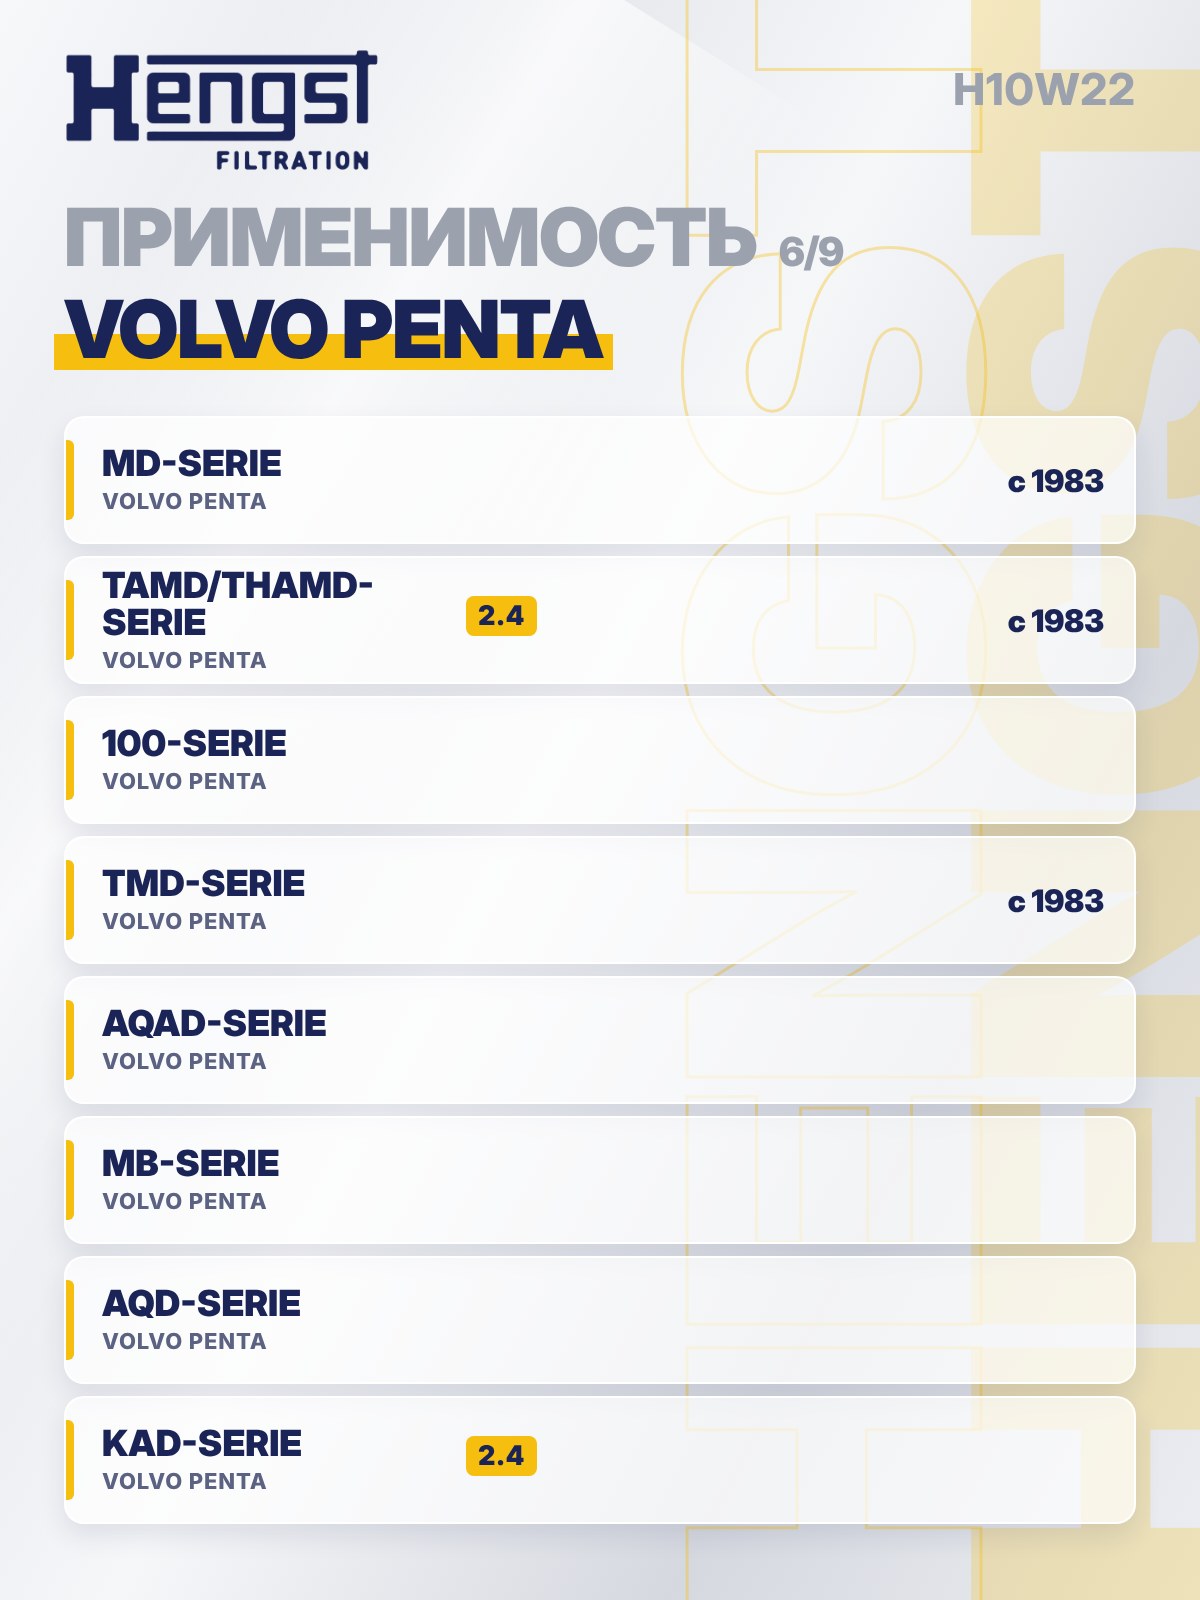 Hengst
FILTRATION
H10W22
ПРИМЕНИМОСТЬ 6/9
VOLVO PENTA
MD-SERIE
VOLVO PENTA
с 1983
TAMD/THAMD-
SERIE
VOLVO PENTA
2.4
с 1983
100-SERIE
VOLVO PENTA
TMD-SERIE
VOLVO PENTA
с 1983
AQAD-SERIE
VOLVO PENTA
MB-SERIE
VOLVO PENTA
AQD-SERIE
VOLVO PENTA
KAD-SERIE
VOLVO PENTA
2.4
HENGST
HENGST